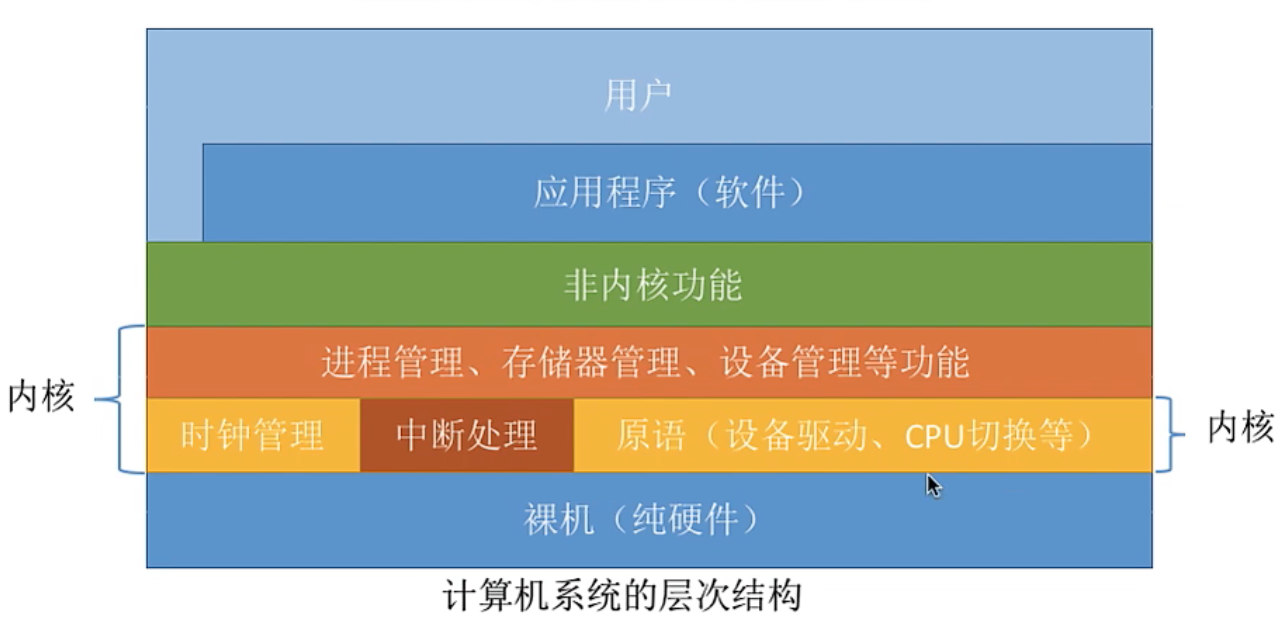 用户
应用程序（软件）
非内核功能
进程管理、存储器管理、设备管理等功能
内核
时钟管理
中断处理
原语（设备驱动、CPU切换等）
内核
裸机（纯硬件）
计算机系统的层次结构